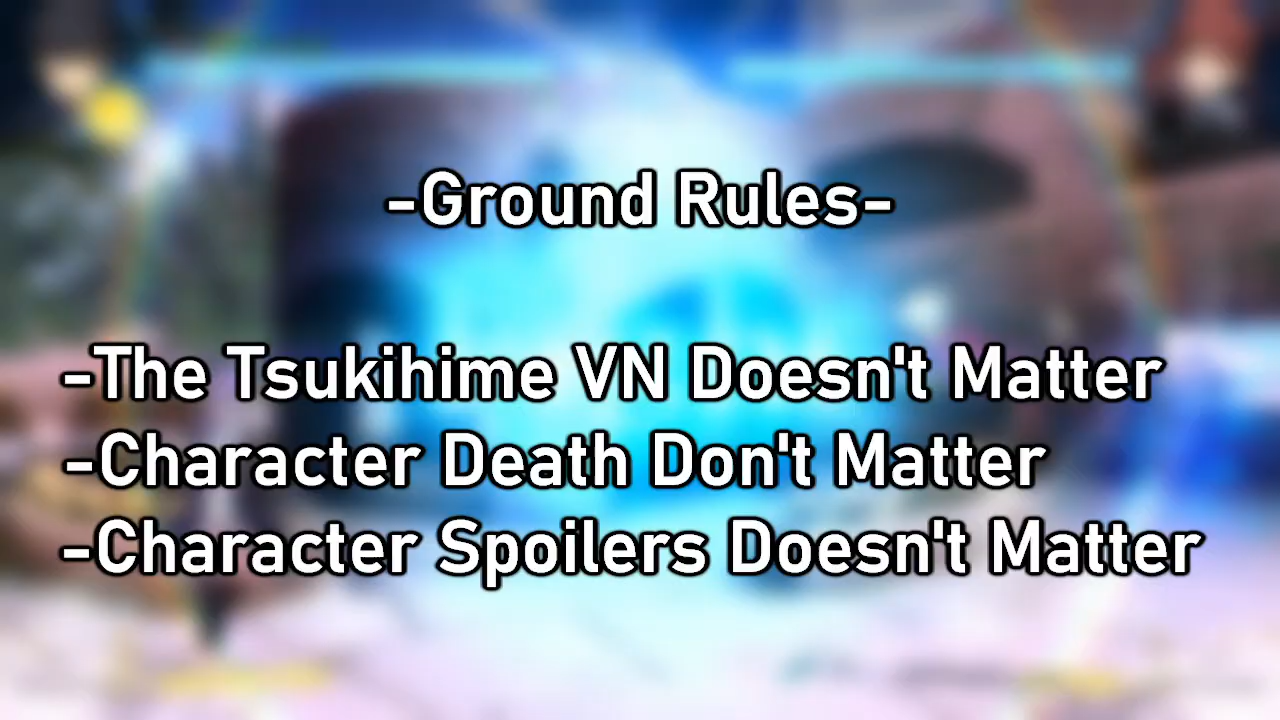 -Ground Rules-
-The Tsukihime VN Doesn't Matter
-Character Death Don't Matter
-Character Spoilers Doesn't Matter